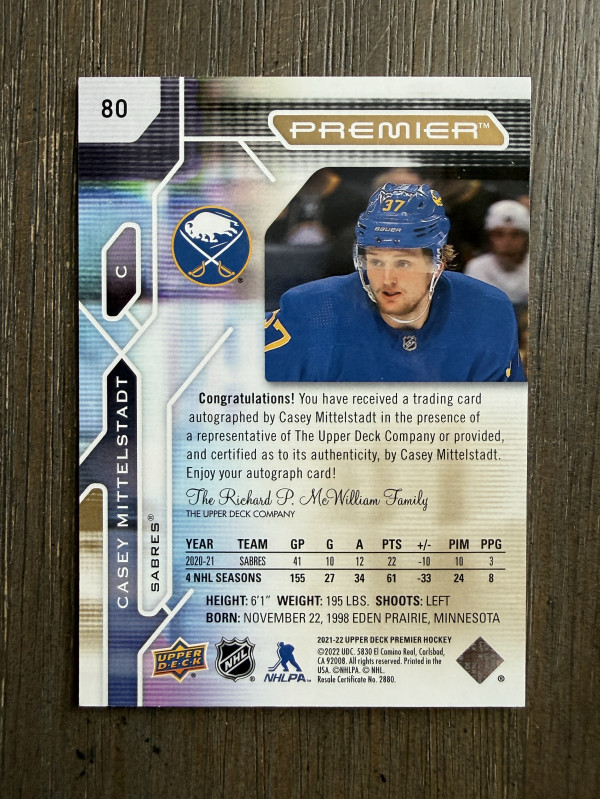 80
PREMIER™
37
BAUER
C
CASEY MITTELSTADT
SABRES®
Congratulations! You have received a trading card
autographed by Casey Mittelstadt in the presence of
a representative of The Upper Deck Company or provided,
and certified as to its authenticity, by Casey Mittelstadt.
Enjoy your autograph card!
The Richard P. McWilliam Family
THE UPPER DECK COMPANY
YEAR TEAM GP G A PTS +/- PIM PPG
2020-21 SABRES 41 10 12 22 -10 10 3
4 NHL SEASONS 155 27 34 61 -33 24 8
HEIGHT: 6'1" WEIGHT: 195 LBS. SHOOTS: LEFT
BORN: NOVEMBER 22, 1998 EDEN PRAIRIE, MINNESOTA
UPPER DECK
NHL
NHLPA™
2021-22 UPPER DECK PREMIER HOCKEY
©2022 UDC. 5830 El Camino Real, Carlsbad,
CA 92008. All rights reserved. Printed in the
USA. ©NHLPA. © NHL.
Resale Certificate No. 2880.
®